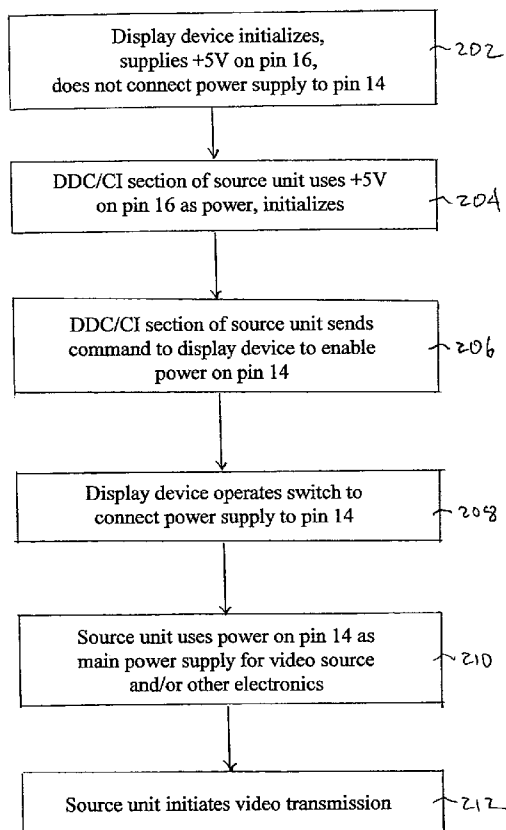 Display device initializes,
supplies +5V on pin 16,
does not connect power supply to pin 14
202
DDC/CI section of source unit uses +5V
on pin 16 as power, initializes
204
DDC/CI section of source unit sends
command to display device to enable
power on pin 14
206
Display device operates switch to
connect power supply to pin 14
208
Source unit uses power on pin 14 as
main power supply for video source
and/or other electronics
210
Source unit initiates video transmission
212